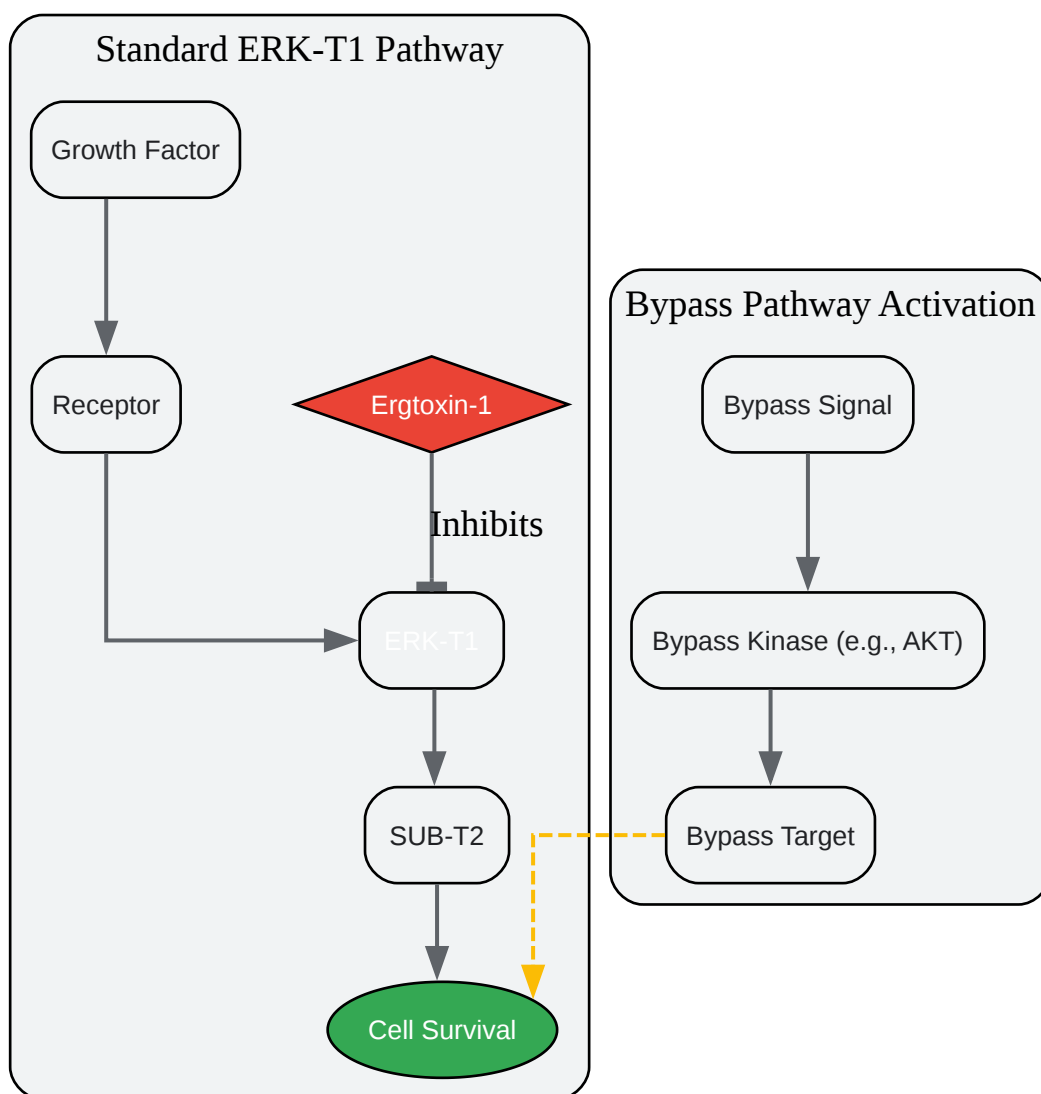 Standard ERK-T1 Pathway
Growth Factor
Receptor
Ergtoxin-1
Inhibits
ERK-T1
SUB-T2
Cell Survival
Bypass Pathway Activation
Bypass Signal
Bypass Kinase (e.g., AKT)
Bypass Target